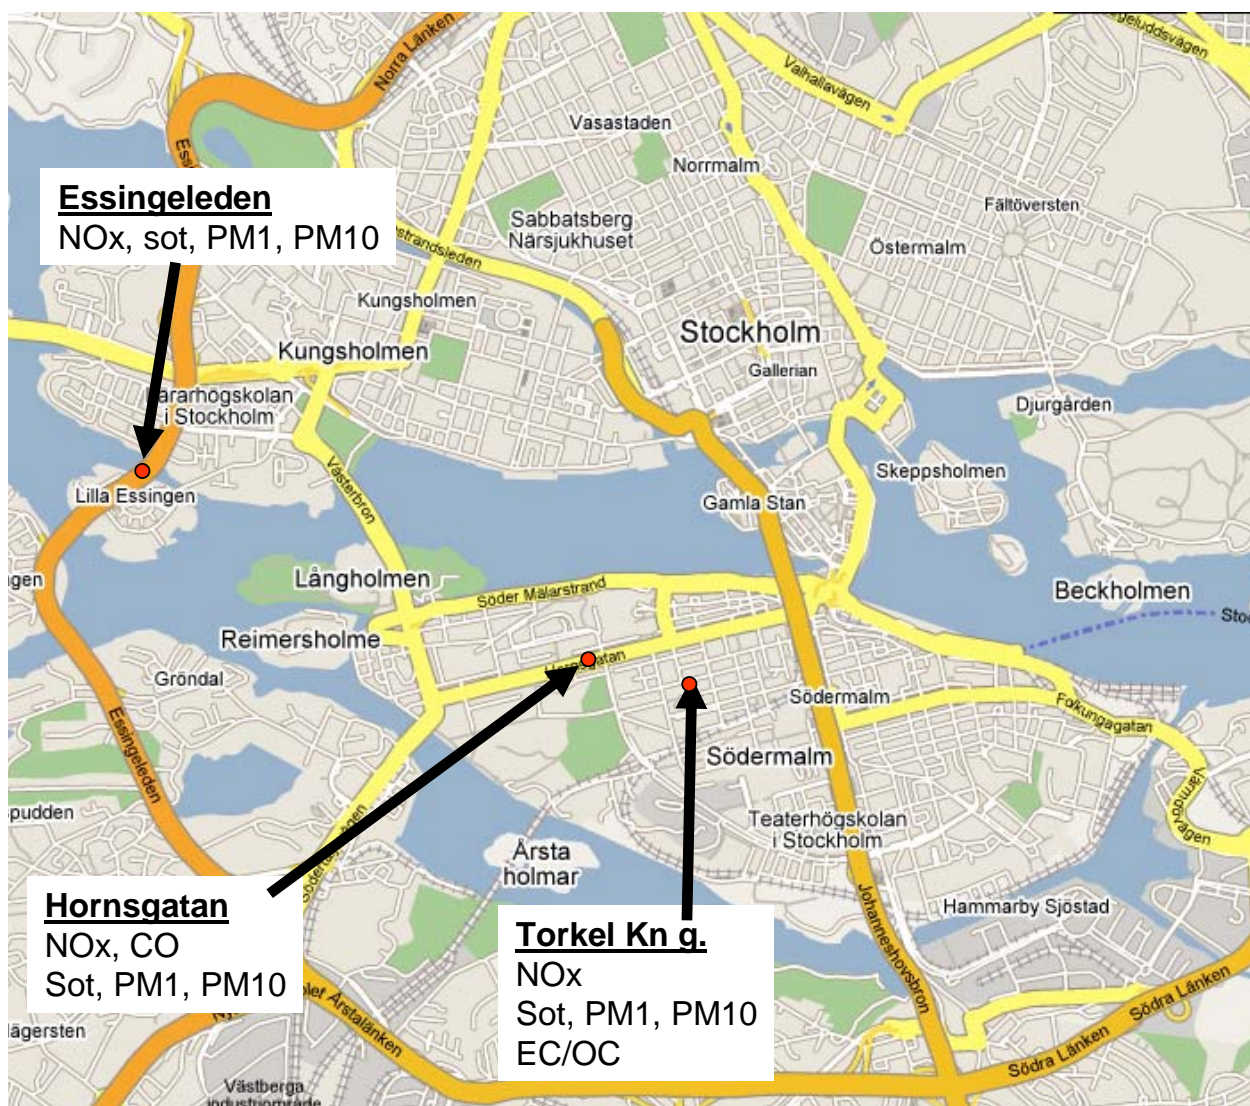 Norra Länken
Valhallavägen
Vasastaden
Norrmalm
Essingeleden
NOx, sot, PM1, PM10
Sabbatsberg
Närsjukhuset
Fältöversten
Östermalm
Kungsholmen
Stockholm
Kungsholmen
Gallerian
i Stockholm
Djurgården
Västerbron
Skeppsholmen
Lilla Essingen
Gamla Stan
Långholmen
Söder Mälarstrand
Beckholmen
Reimersholme
Hornsgatan
Gröndal
Södermalm
Folkungagatan
Essingeleden
Södermalm
Värmdövägen
Teaterhögskolan
i Stockholm
Årsta
holmar
Johanneshovsbron
Hammarby Sjöstad
Hornsgatan
NOx, CO
Sot, PM1, PM10
Torkel Kn g.
NOx
Sot, PM1, PM10
EC/OC
Årstalänken
Södra Länken
Södra Länken
Västberga
industriområde